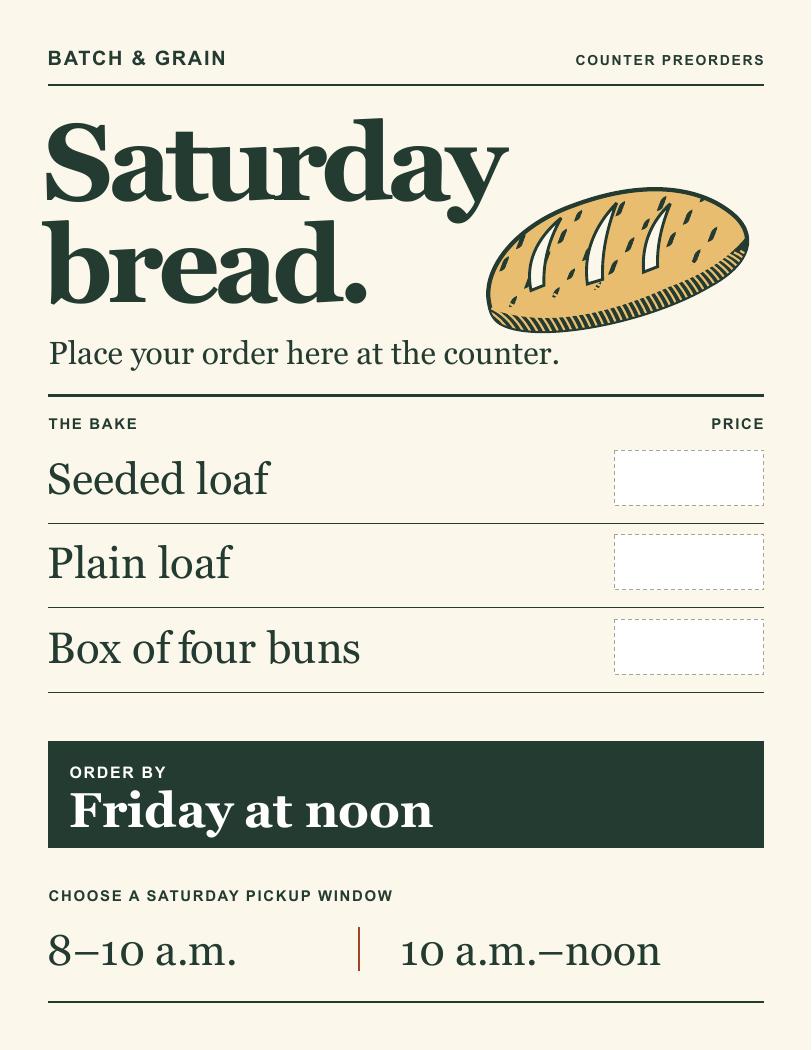 BATCH & GRAIN
COUNTER PREORDERS
Saturday
bread.
Place your order here at the counter.
THE BAKE
PRICE
Seeded loaf
Plain loaf
Box of four buns
ORDER BY
Friday at noon
CHOOSE A SATURDAY PICKUP WINDOW
8–10 a.m.
10 a.m.–noon